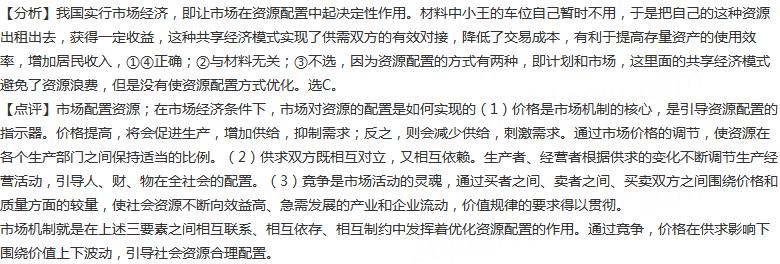 【分析】我国实行市场经济，即让市场在资源配置中起决定性作用。材料中小王的车位自己暂时不用，于是把自己的这种资源
出租出去，获得一定收益，这种共享经济模式实现了供需双方的有效对接，降低了交易成本，有利于提高存量资产的使用效
率，增加居民收入，①④正确；②与材料无关；③不选，因为资源配置的方式有两种，即计划和市场，这里面的共享经济模式
避免了资源浪费，但是没有使资源配置方式优化。选C。
【点评】市场配置资源；在市场经济条件下，市场对资源的配置是如何实现的（1）价格是市场机制的核心，是引导资源配置的
指示器。价格提高，将会促进生产，增加供给，抑制需求；反之，则会减少供给，刺激需求。通过市场价格的调节，使资源在
各个生产部门之间保持适当的比例。（2）供求双方既相互对立，又相互依赖。生产者、经营者根据供求的变化不断调节生产经
营活动，引导人、财、物在全社会的配置。（3）竞争是市场活动的灵魂，通过买者之间、卖者之间、买卖双方之间围绕价格和
质量方面的较量，使社会资源不断向效益高、急需发展的产业和企业流动，价值规律的要求得以贯彻。
市场机制就是在上述三要素之间相互联系、相互依存、相互制约中发挥着优化资源配置的作用。通过竞争，价格在供求影响下
围绕价值上下波动，引导社会资源合理配置。